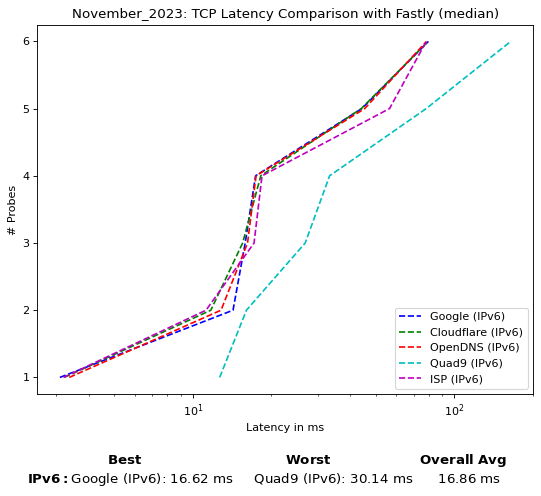 November_2023: TCP Latency Comparison with Fastly (median)
6
5
4
3
2
1
# Probes
Google (IPv6)
Cloudflare (IPv6)
OpenDNS (IPv6)
Quad9 (IPv6)
ISP (IPv6)
10¹ 10²
Latency in ms
Best Worst Overall Avg
IPv6: Google (IPv6): 16.62 ms Quad9 (IPv6): 30.14 ms 16.86 ms